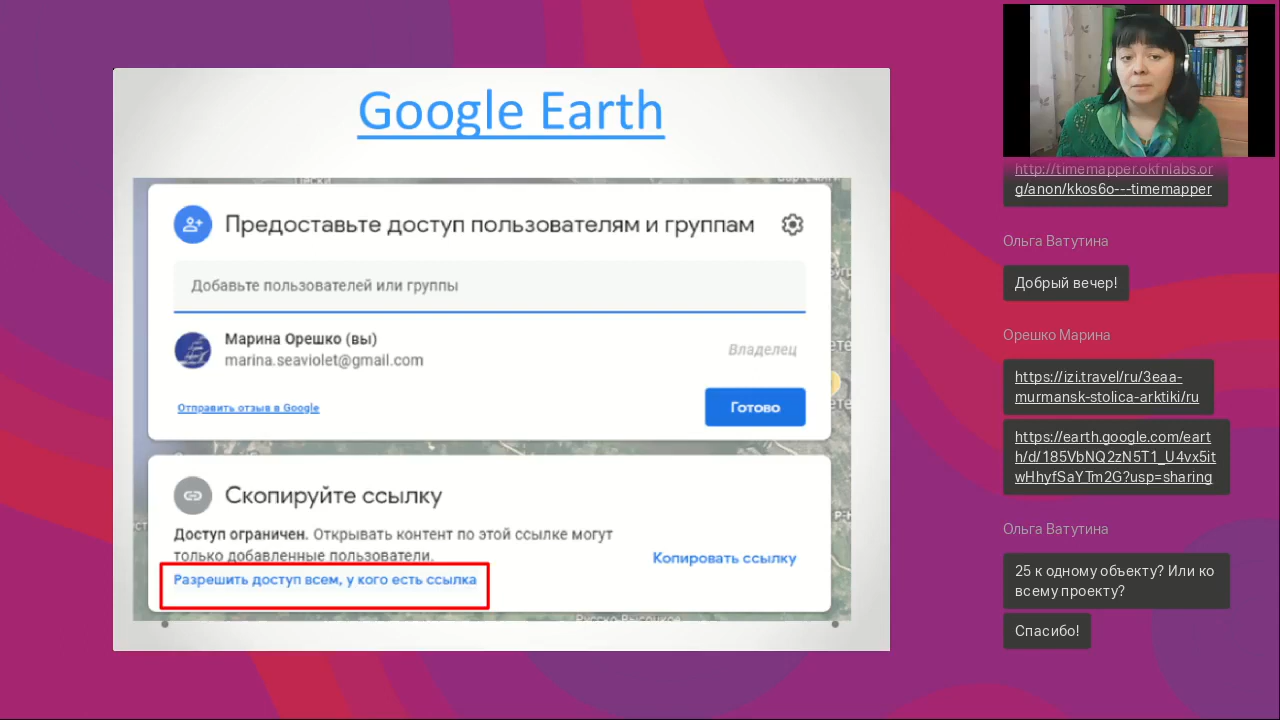 Google Earth
Предоставьте доступ пользователям и группам
Добавьте пользователей или группы
Марина Орешко (вы)
marina.seaviolet@gmail.com
Владелец
Отправить отзыв в Google
Готово
Скопируйте ссылку
Доступ ограничен. Открывать контент по этой ссылке могут
только добавленные пользователи.
Копировать ссылку
Разрешить доступ всем, у кого есть ссылка
http://timemapper.okfnlabs.or
g/anon/kkos6o---timemapper
Ольга Ватутина
Добрый вечер!
Орешко Марина
https://izi.travel/ru/3eaa-
murmansk-stolica-arktiki/ru
https://earth.google.com/eart
h/d/185VbNQ2zN5T1_U4vx5it
wHhyfSaYTm2G?usp=sharing
Ольга Ватутина
25 к одному объекту? Или ко
всему проекту?
Спасибо!